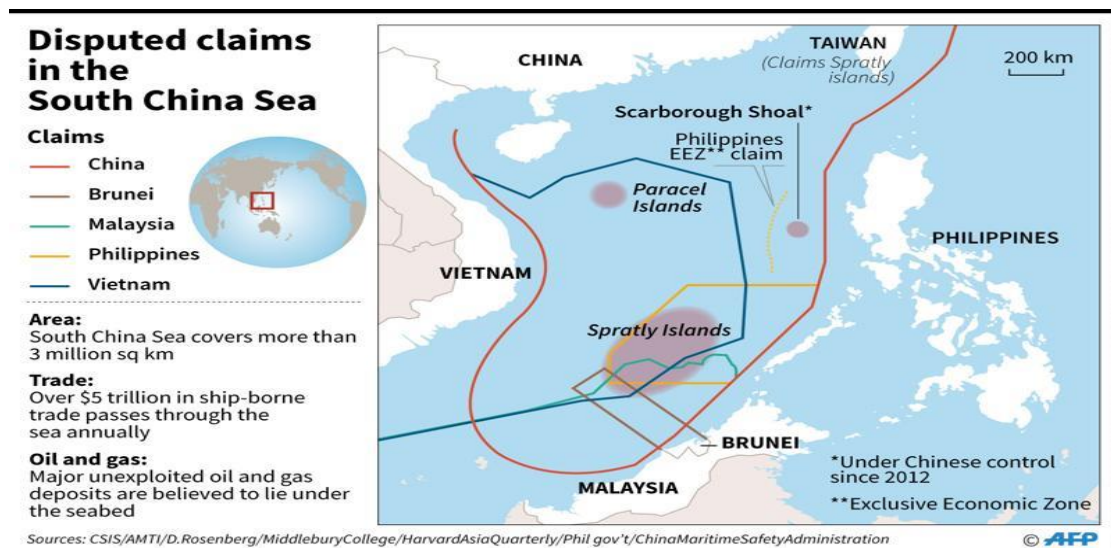 Disputed claims
in the
South China Sea
Claims
China
Brunei
Malaysia
Philippines
Vietnam
Area:
South China Sea covers more than
3 million sq km
Trade:
Over $5 trillion in ship-borne
trade passes through the
sea annually
Oil and gas:
Major unexploited oil and gas
deposits are believed to lie under
the seabed
CHINA
TAIWAN
(Claims Spratly
islands)
200 km
Scarborough Shoal*
Philippines
EEZ** claim
Paracel
Islands
PHILIPPINES
VIETNAM
Spratly Islands
BRUNEI
MALAYSIA
*Under Chinese control
since 2012
**Exclusive Economic Zone
Sources: CSIS/AMTI/D.Rosenberg/MiddleburyCollege/HarvardAsiaQuarterly/Phil gov't/ChinaMaritimeSafetyAdministration
© AFP